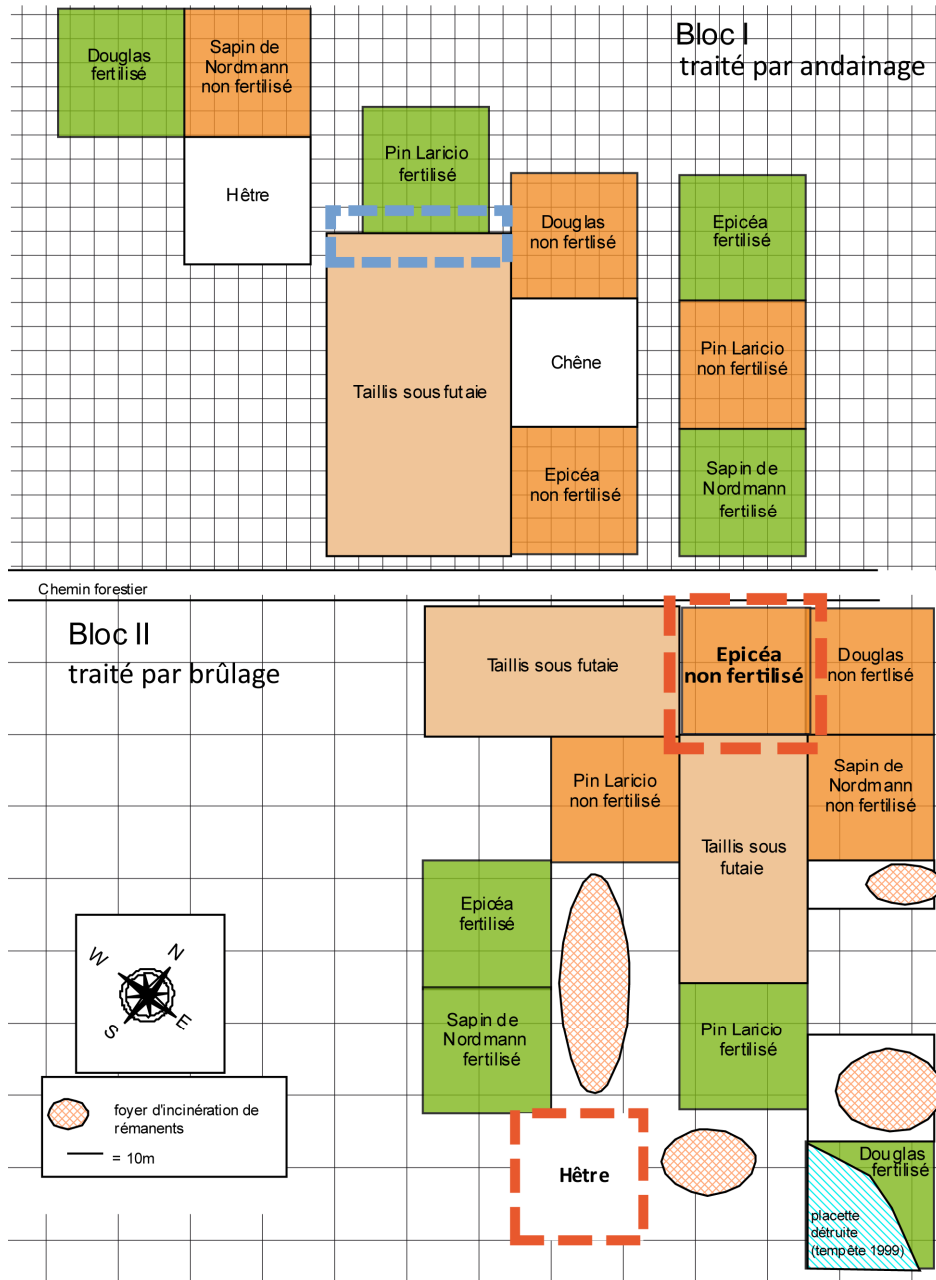 Bloc I
traité par andainage
Douglas
fertilisé
Sapin de
Nordmann
non fertilisé
Hêtre
Pin Laricio
fertilisé
Douglas
non fertlisé
Epicéa
fertilisé
Chêne
Pin Laricio
non fertilisé
Taillis sous futaie
Epicéa
non fertilisé
Sapin de
Nordmann
fertilisé
Chemin forestier
Bloc II
traité par brûlage
Taillis sous futaie
Epicéa
non fertilisé
Douglas
non fertlisé
Pin Laricio
non fertilisé
Sapin de
Nordmann
non fertilisé
Taillis sous
futaie
Epicéa
fertilisé
Sapin de
Nordmann
fertilisé
Pin Laricio
fertilisé
W
N
S
E
foyer d'incinération de
rémanents
= 10m
Hêtre
Douglas
fertilisé
placette
détruite
(tempête 1999)